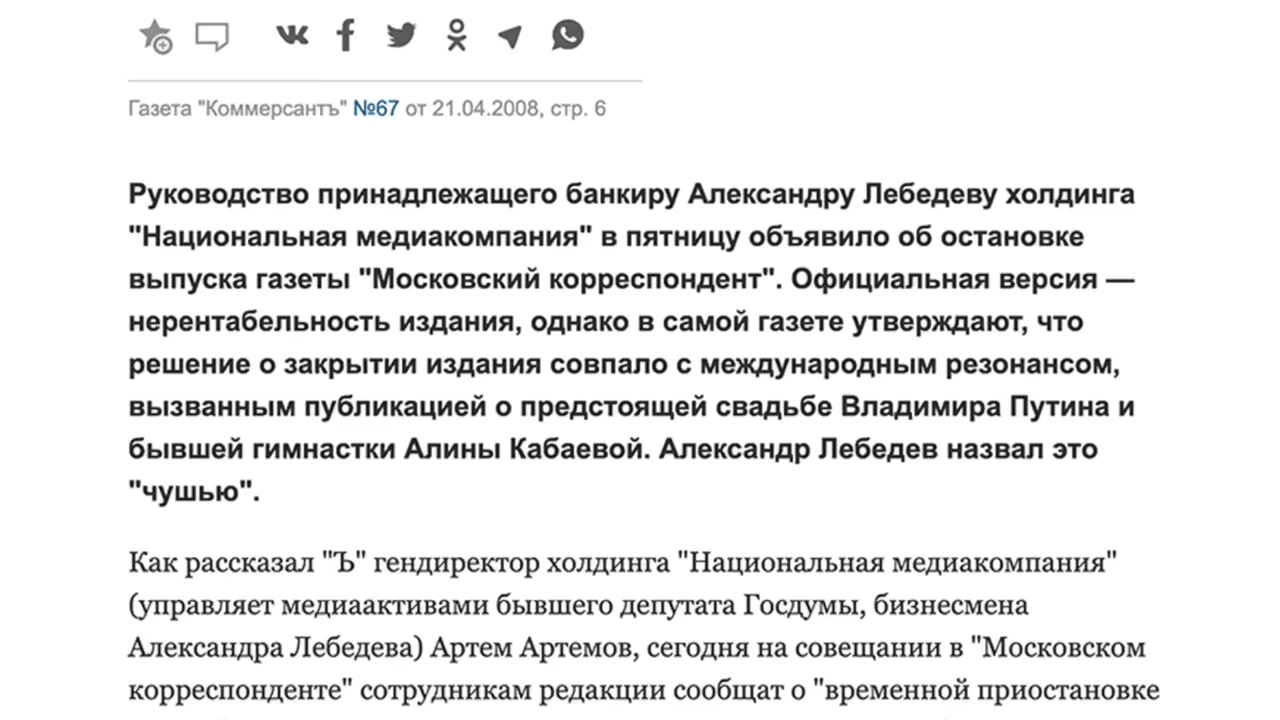 Газета "Коммерсантъ" №67 от 21.04.2008, стр. 6
Руководство принадлежащего банкиру Александру Лебедеву холдинга
"Национальная медиакомпания" в пятницу объявило об остановке
выпуска газеты "Московский корреспондент". Официальная версия —
нерентабельность издания, однако в самой газете утверждают, что
решение о закрытии издания совпало с международным резонансом,
вызванным публикацией о предстоящей свадьбе Владимира Путина и
бывшей гимнастки Алины Кабаевой. Александр Лебедев назвал это
"чушью".
Как рассказал "Ъ" гендиректор холдинга "Национальная медиакомпания"
(управляет медиаактивами бывшего депутата Госдумы, бизнесмена
Александра Лебедева) Артем Артемов, сегодня на совещании в "Московском
корреспонденте" сотрудникам редакции сообщат о "временной приостановке